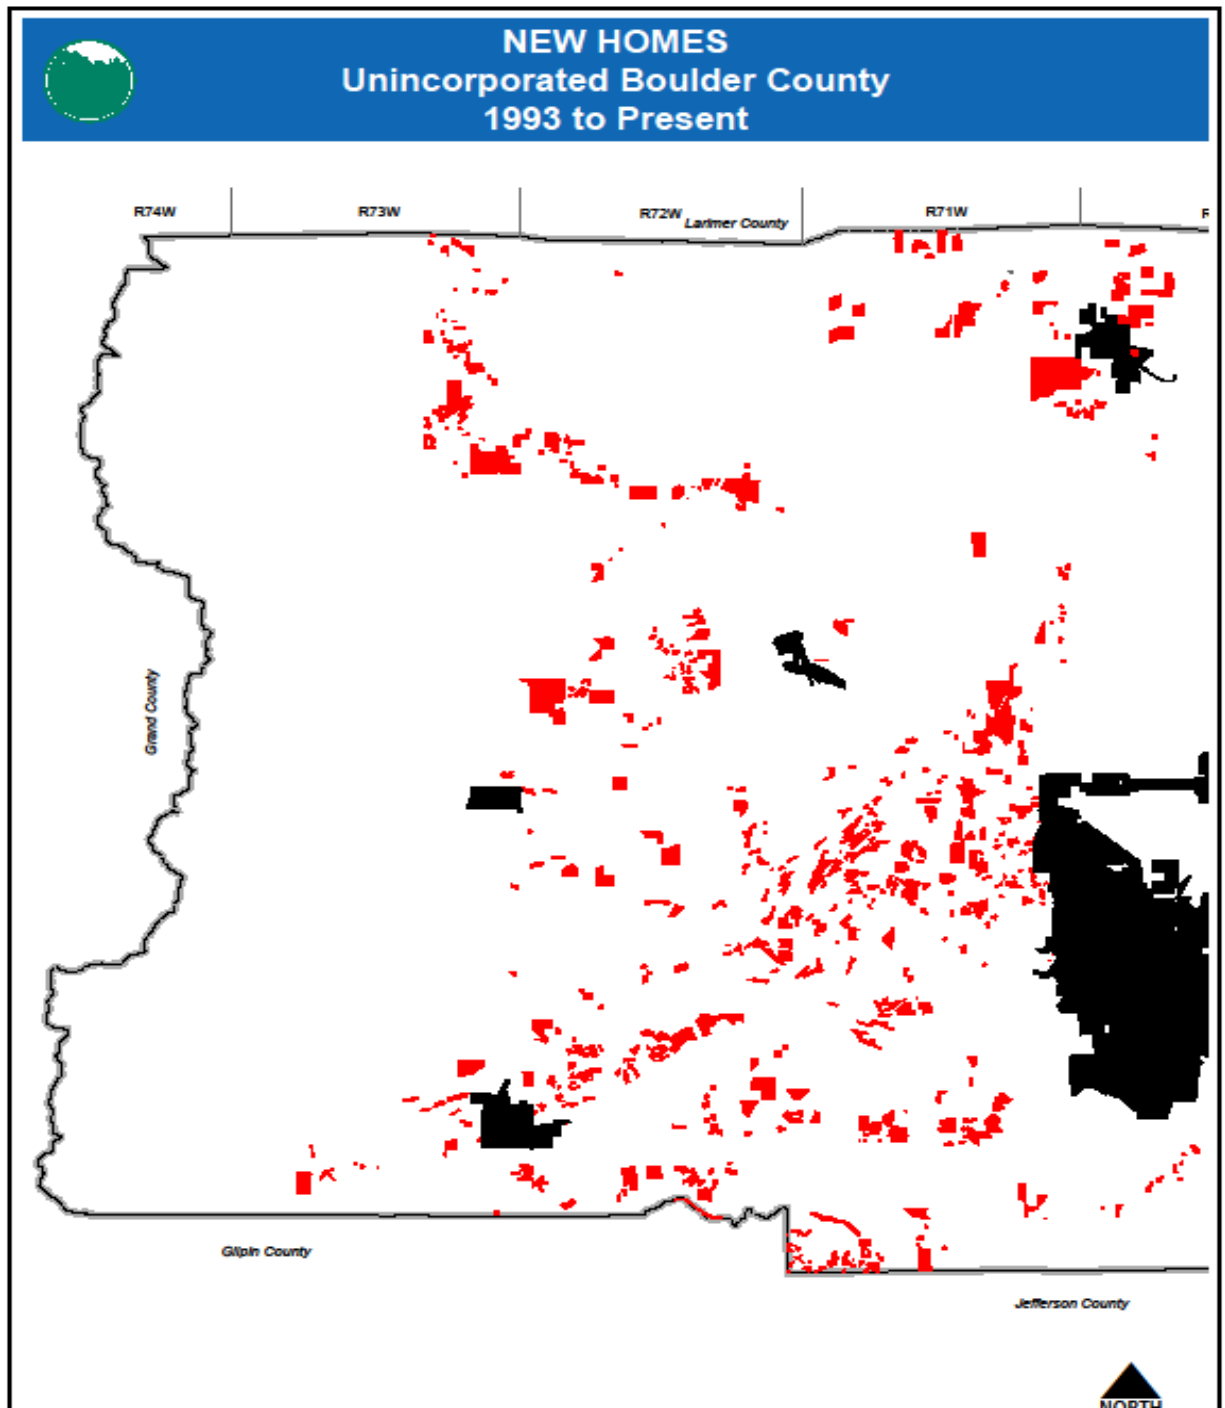 NEW HOMES
Unincorporated Boulder County
1993 to Present
R74W
R73W
R72W
Larimer County
R71W
R
Grand County
Gilpin County
Jefferson County
NORTH